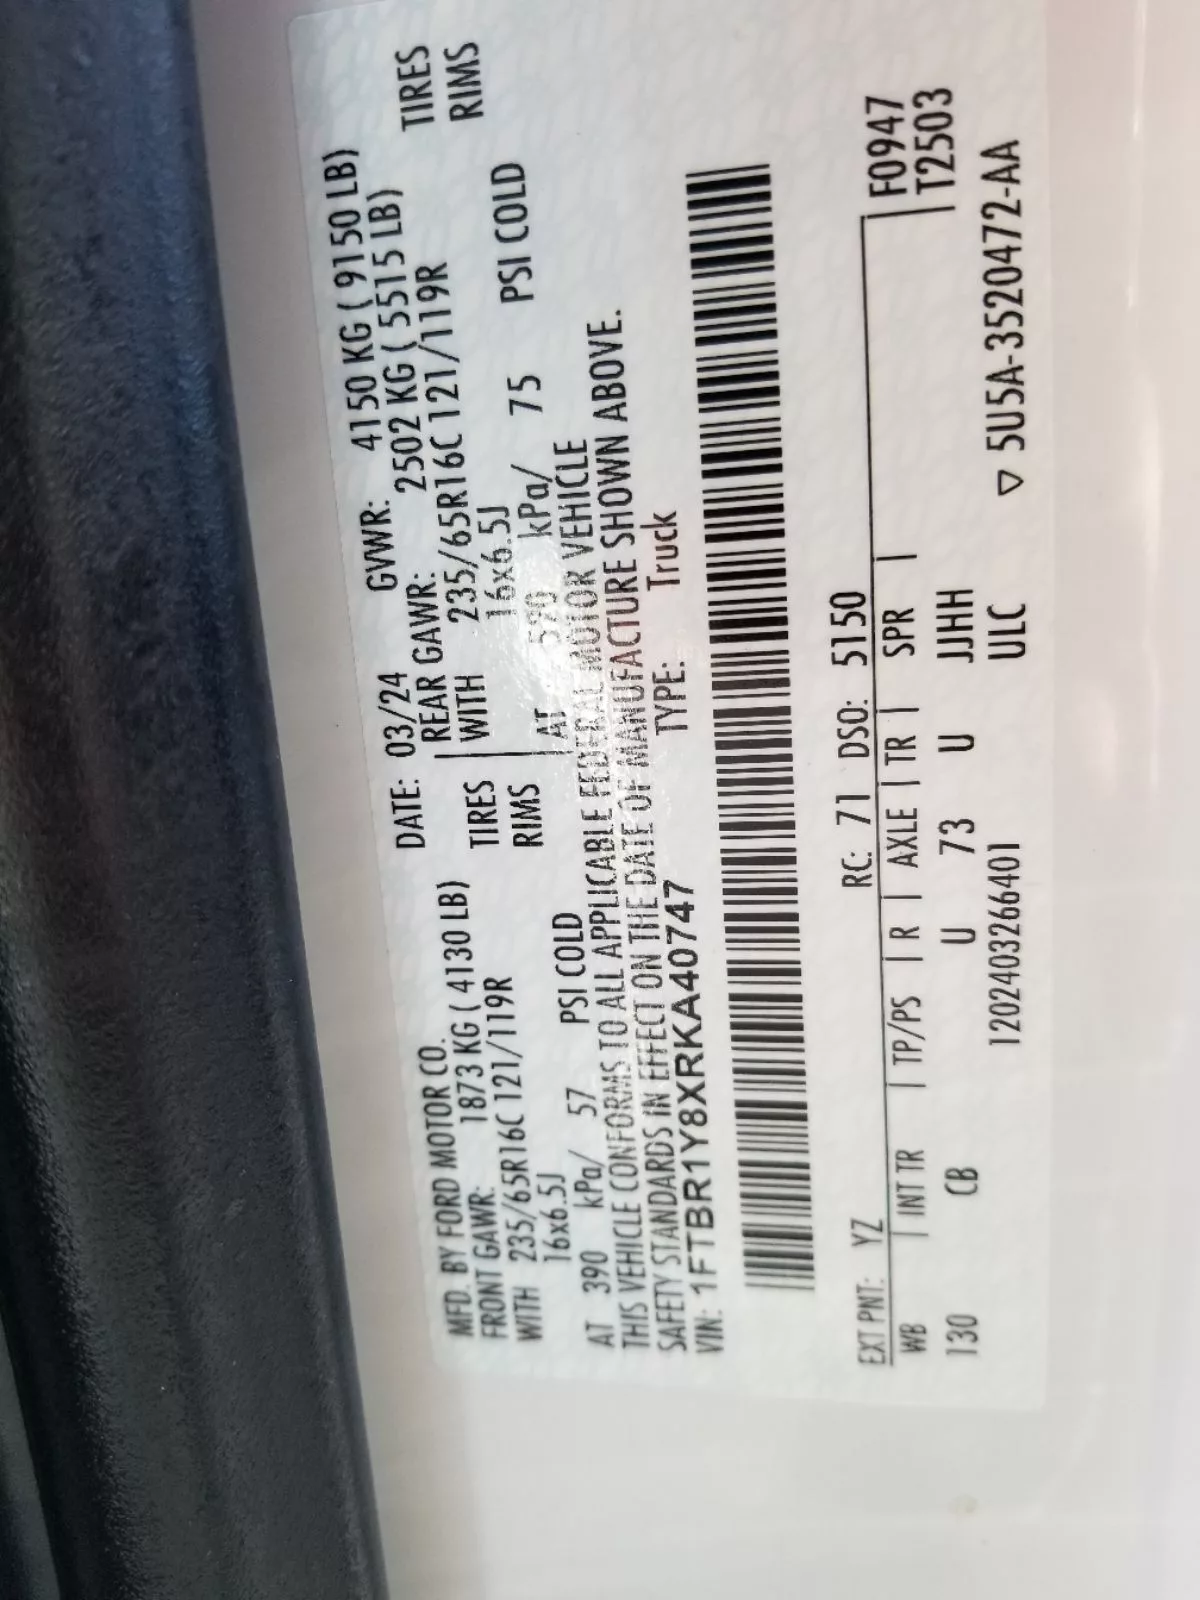 MFD. BY FORD MOTOR CO.    DATE: 03/24    GVWR: 4150 KG ( 9150 LB)
FRONT GAWR: 1873 KG ( 4130 LB)    REAR GAWR: 2502 KG ( 5515 LB)
WITH 235/65R16C 121/119R TIRES    WITH 235/65R16C 121/119R TIRES
16x6.5J RIMS    16x6.5J RIMS
AT 390 kPa/ 57 PSI COLD    AT 520 kPa/ 75 PSI COLD
THIS VEHICLE CONFORMS TO ALL APPLICABLE FEDERAL MOTOR VEHICLE
SAFETY STANDARDS IN EFFECT ON THE DATE OF MANUFACTURE SHOWN ABOVE.
VIN: 1FTBR1Y8XRKA40747    TYPE: Truck
EXT PNT: YZ    RC: 71 DSO: 5150
WB | INT TR | TP/PS | R | AXLE | TR | SPR |    F0947
130 CB U 73 U JJHH    T2503
12024032664​01 ULC ▽ 5U5A-3520472-AA